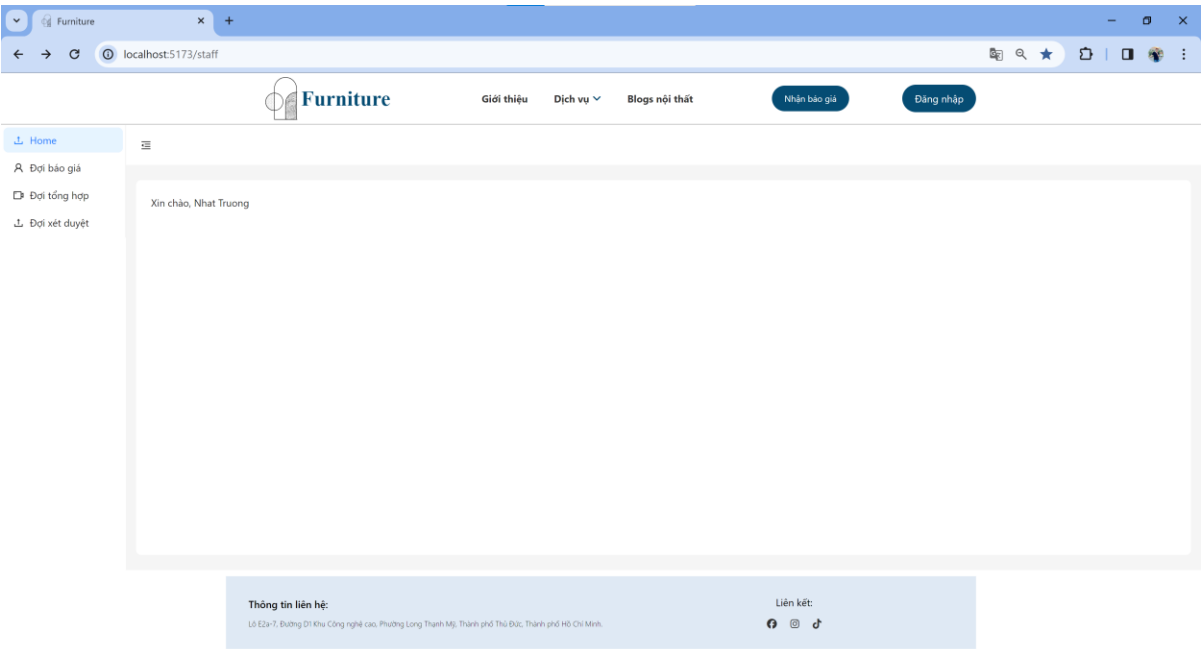 Furniture
localhost:5173/staff
Furniture
Giới thiệu
Dịch vụ
Blogs nội thất
Nhận báo giá
Đăng nhập
Home
Đợi báo giá
Đợi tổng hợp
Đợi xét duyệt
Xin chào, Nhat Truong
Thông tin liên hệ:
Lô E2a-7, Đường D1 Khu Công nghệ cao, Phường Long Thạnh Mỹ, Thành phố Thủ Đức, Thành phố Hồ Chí Minh.
Liên kết: